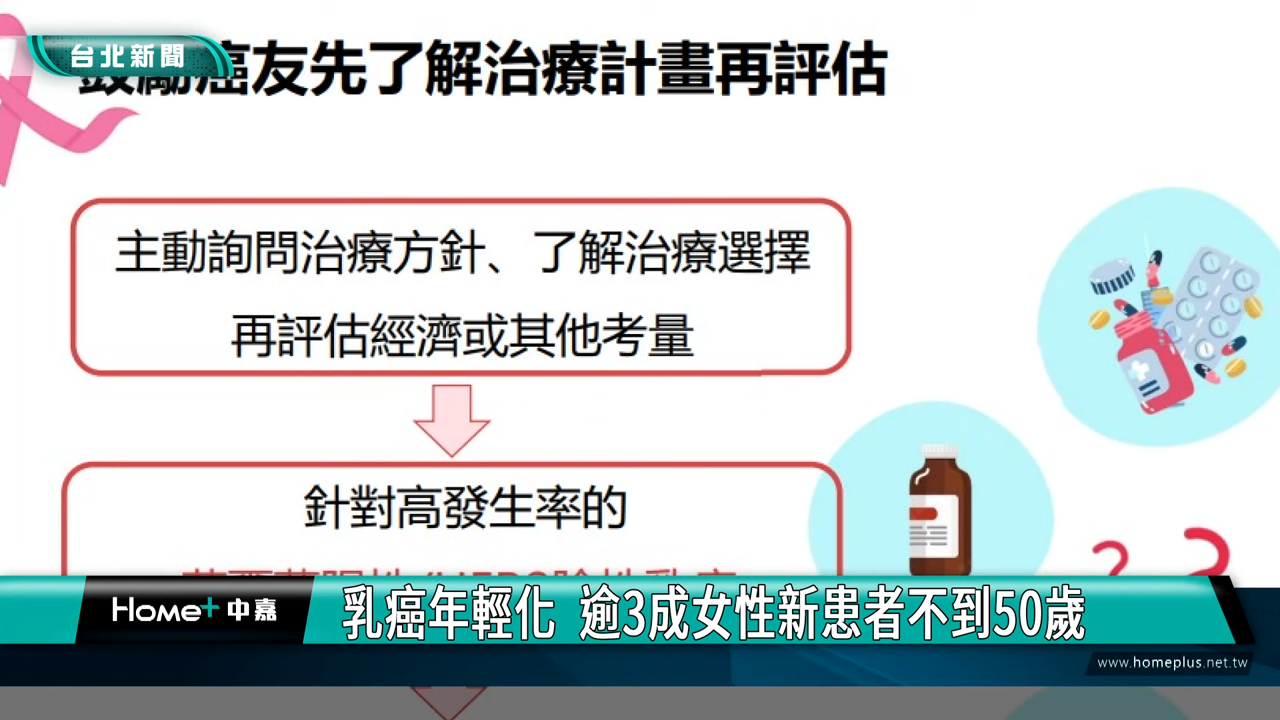 台北新聞
鼓勵癌友先了解治療計畫再評估
主動詢問治療方針、了解治療選擇
再評估經濟或其他考量
針對高發生率的
Home+ 中嘉
乳癌年輕化 逾3成女性新患者不到50歲
www.homeplus.net.tw